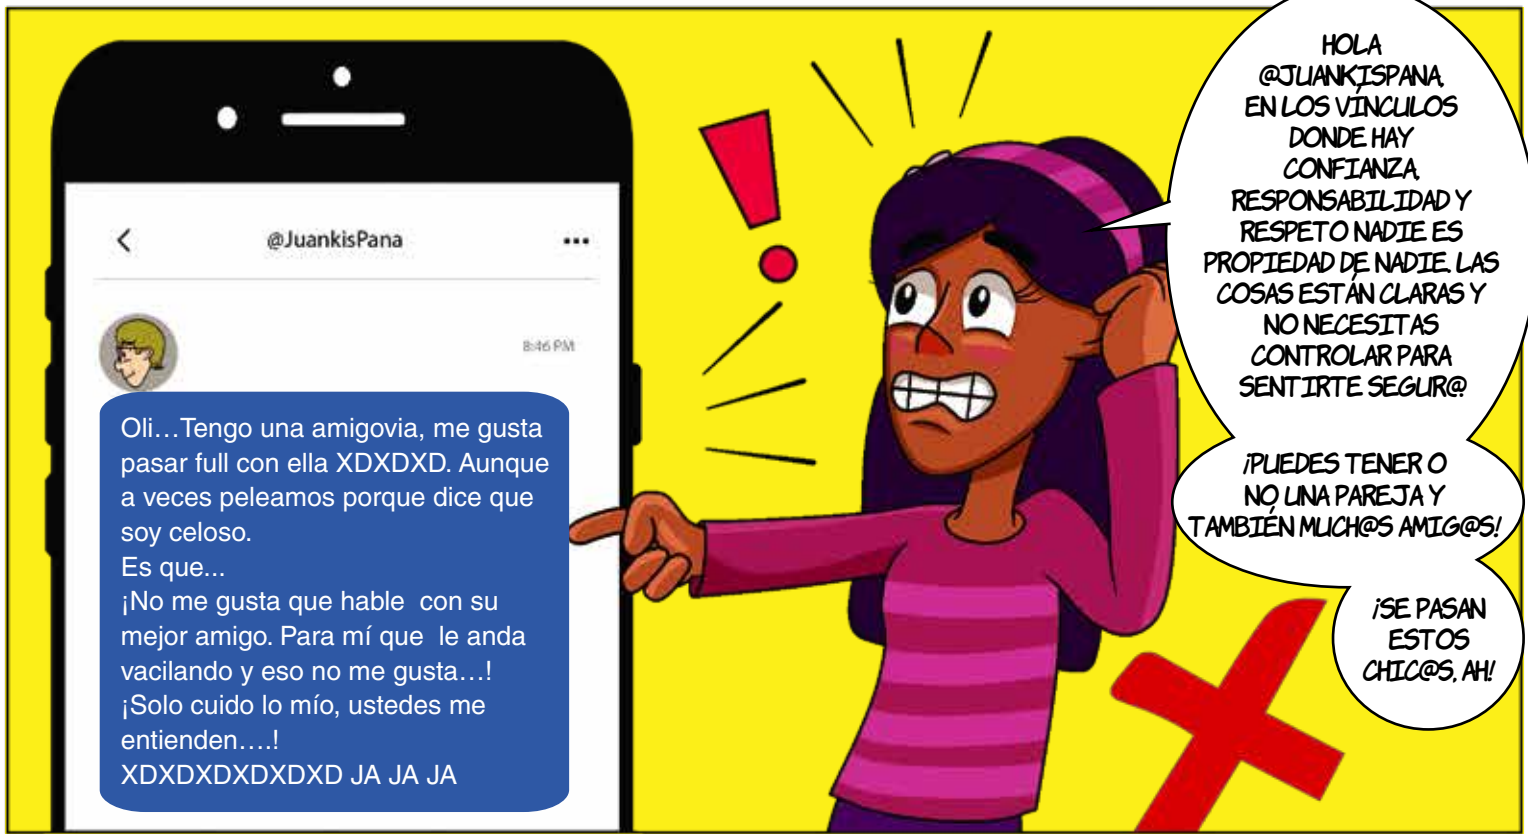 @JuankisPana
8:46 PM
Oli…Tengo una amigovia, me gusta
pasar full con ella XDXDXD. Aunque
a veces peleamos porque dice que
soy celoso.
Es que...
¡No me gusta que hable  con su
mejor amigo. Para mí que  le anda
vacilando y eso no me gusta…!
¡Solo cuido lo mío, ustedes me
entienden….!
XDXDXDXDXDXD JA JA JA
HOLA
@JUANKISPANA,
EN LOS VÍNCULOS
DONDE HAY
CONFIANZA,
RESPONSABILIDAD Y
RESPETO NADIE ES
PROPIEDAD DE NADIE. LAS
COSAS ESTÁN CLARAS Y
NO NECESITAS
CONTROLAR PARA
SENTIRTE SEGUR@
¡PUEDES TENER O
NO UNA PAREJA Y
TAMBIÉN MUCH@S AMIG@S!
¡SE PASAN
ESTOS
CHIC@S, AH!